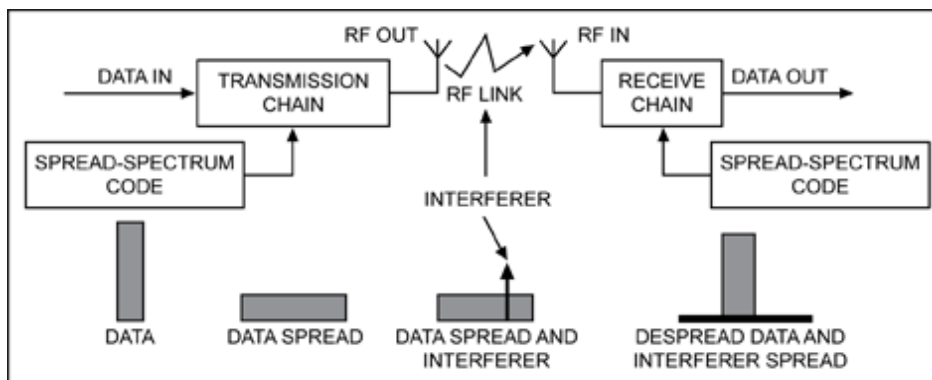 RF OUT
RF IN
DATA IN
TRANSMISSION
CHAIN
RF LINK
RECEIVE
CHAIN
DATA OUT
SPREAD-SPECTRUM
CODE
SPREAD-SPECTRUM
CODE
INTERFERER
DATA
DATA SPREAD
DATA SPREAD AND
INTERFERER
DESPREAD DATA AND
INTERFERER SPREAD